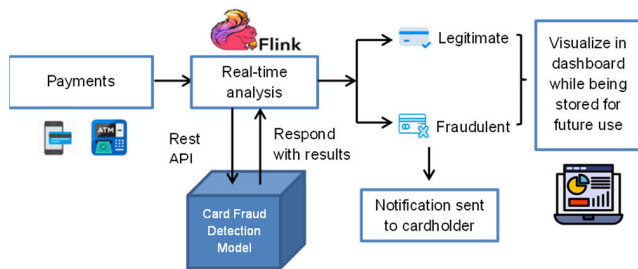 Flink
Payments
Real-time
analysis
Legitimate
Fraudulent
Visualize in
dashboard
while being
stored for
future use
ATM
Rest
API
Respond
with results
Card Fraud
Detection
Model
Notification sent
to cardholder